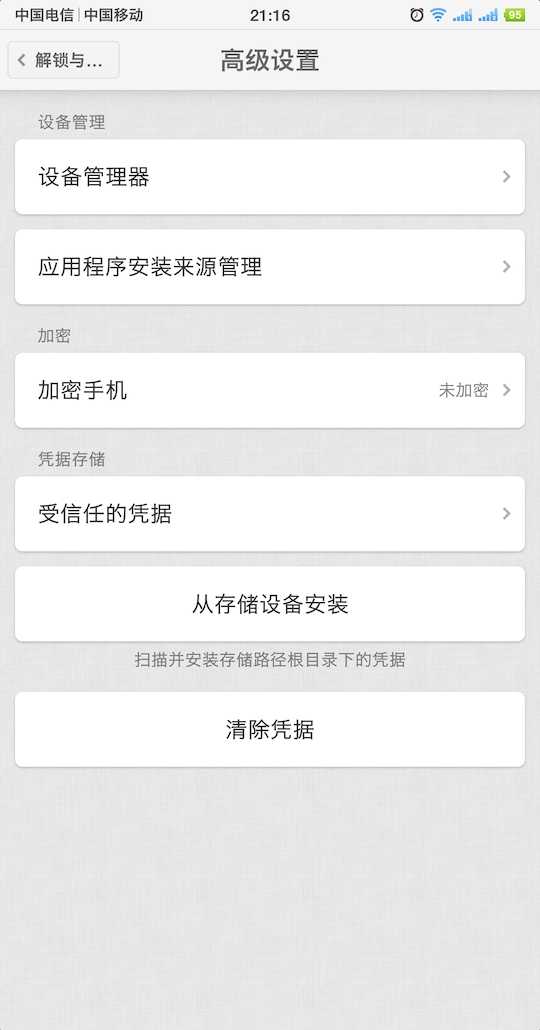 中国电信 中国移动 21:16 95
解锁与... 高级设置
设备管理
设备管理器
应用程序安装来源管理
加密
加密手机 未加密
凭据存储
受信任的凭据
从存储设备安装
扫描并安装存储路径根目录下的凭据
清除凭据